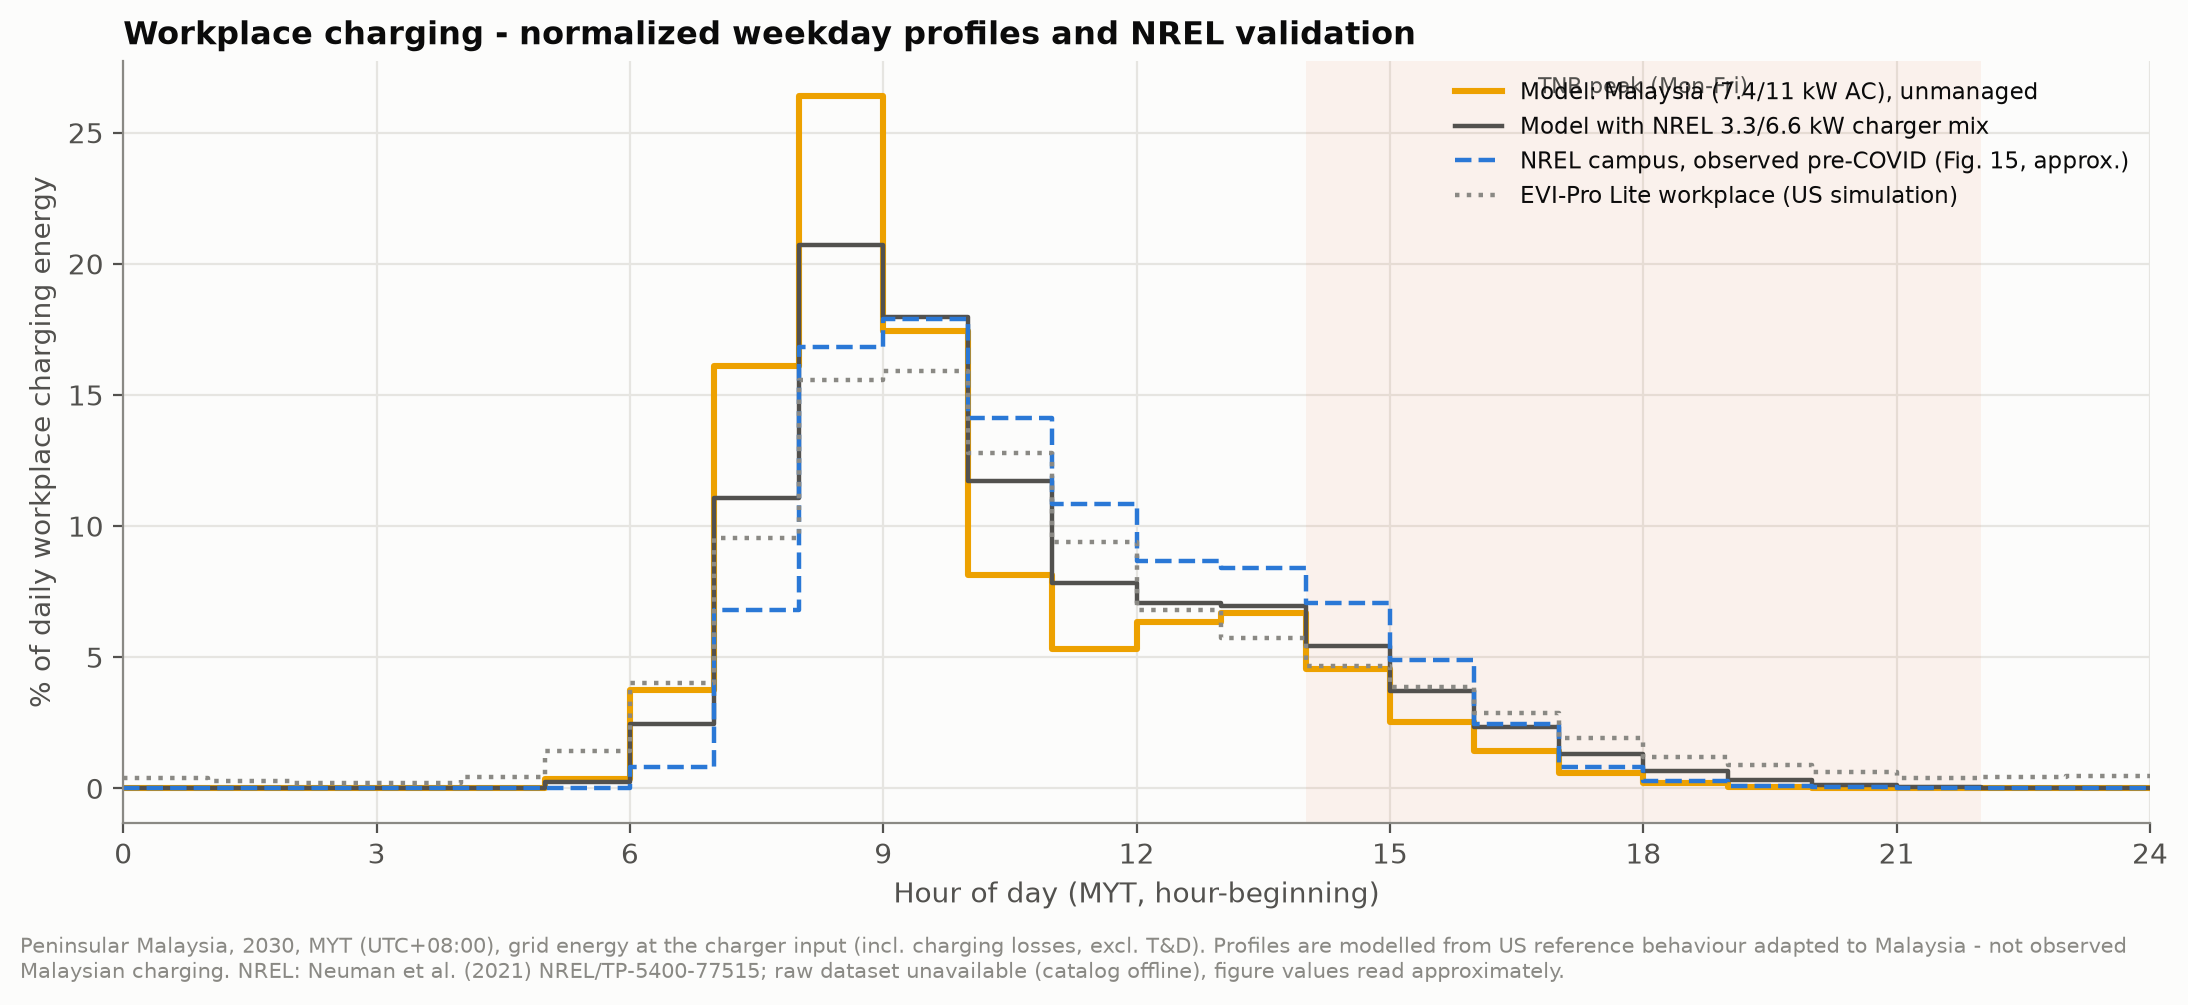 Workplace charging - normalized weekday profiles and NREL validation
TNB peak (Mon-Fri)
Model: Malaysia (7.4/11 kW AC), unmanaged
Model with NREL 3.3/6.6 kW charger mix
NREL campus, observed pre-COVID (Fig. 15, approx.)
EVI-Pro Lite workplace (US simulation)
% of daily workplace charging energy
25
20
15
10
5
0
0 3 6 9 12 15 18 21 24
Hour of day (MYT, hour-beginning)
Peninsular Malaysia, 2030, MYT (UTC+08:00), grid energy at the charger input (incl. charging losses, excl. T&D). Profiles are modelled from US reference behaviour adapted to Malaysia - not observed
Malaysian charging. NREL: Neuman et al. (2021) NREL/TP-5400-77515; raw dataset unavailable (catalog offline), figure values read approximately.